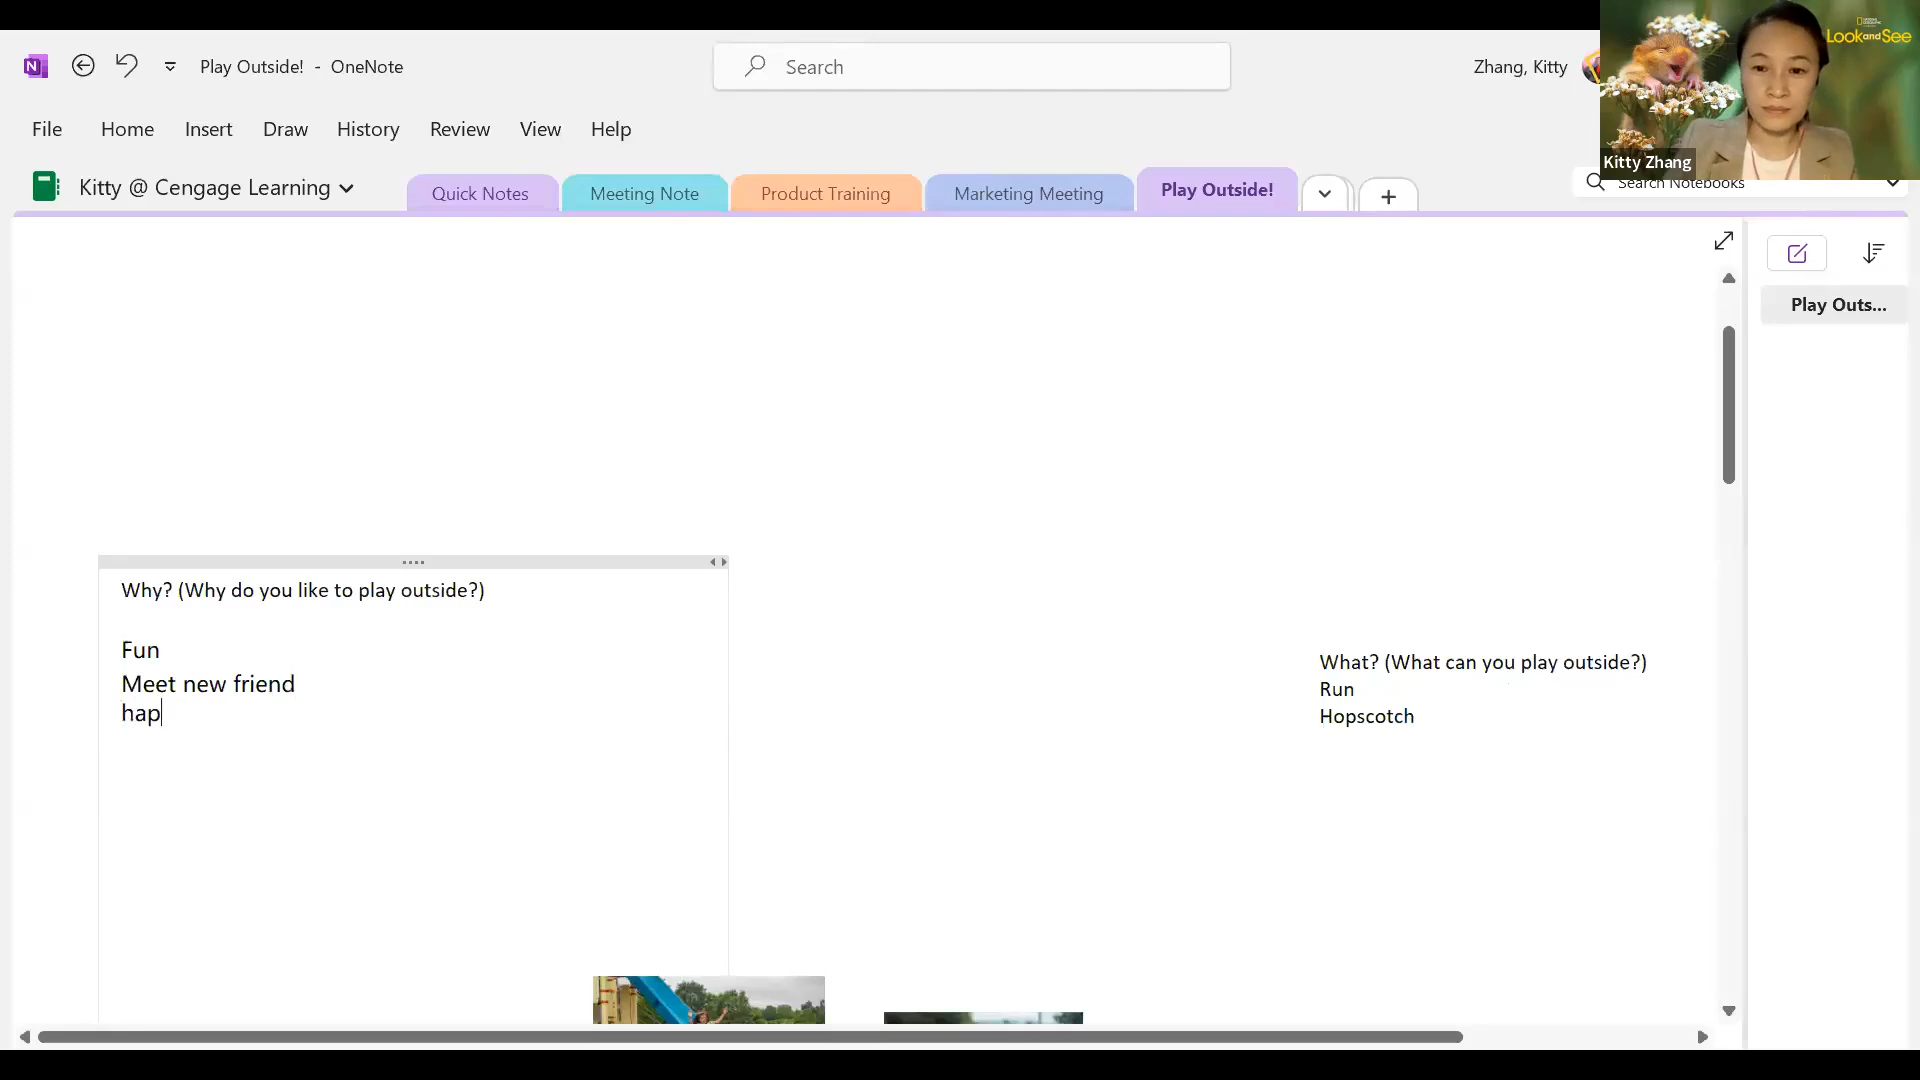 Play Outside! - OneNote
Search
Zhang, Kitty
LookandSee
File Home Insert Draw History Review View Help
Kitty Zhang
Kitty @ Cengage Learning
Quick Notes
Meeting Note
Product Training
Marketing Meeting
Play Outside!
Search Notebooks
Play Outs...
Why? (Why do you like to play outside?)
Fun
Meet new friend
hap
What? (What can you play outside?)
Run
Hopscotch